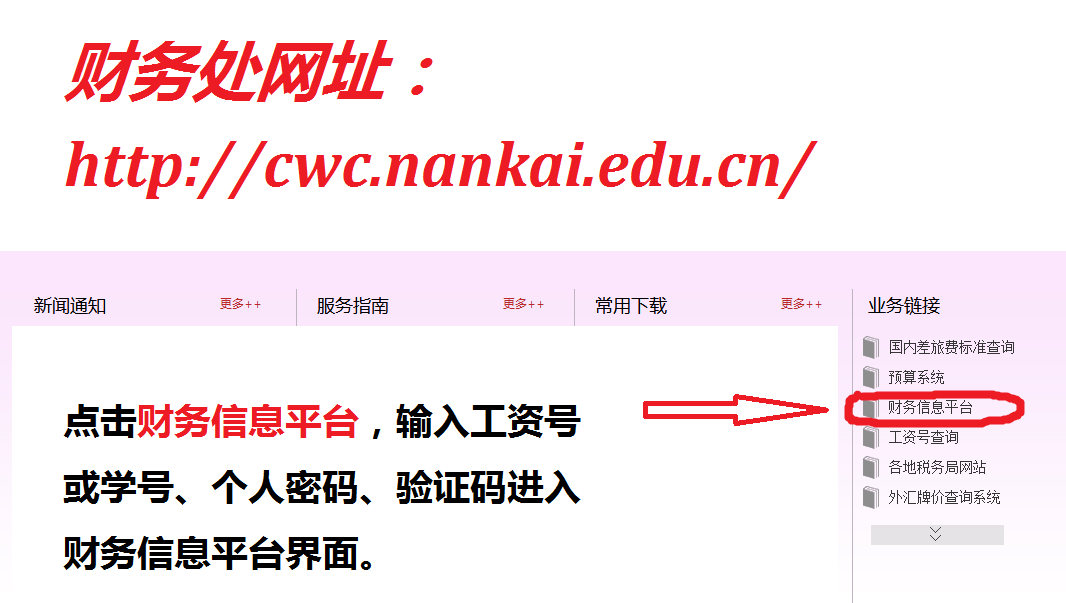 财务处网址：
http://cwc.nankai.edu.cn/
新闻通知 更多++ 服务指南 更多++ 常用下载 更多++ 业务链接
国内差旅费标准查询
预算系统
财务信息平台
工资号查询
各地税务局网站
外汇牌价查询系统
点击财务信息平台，输入工资号
或学号、个人密码、验证码进入
财务信息平台界面。